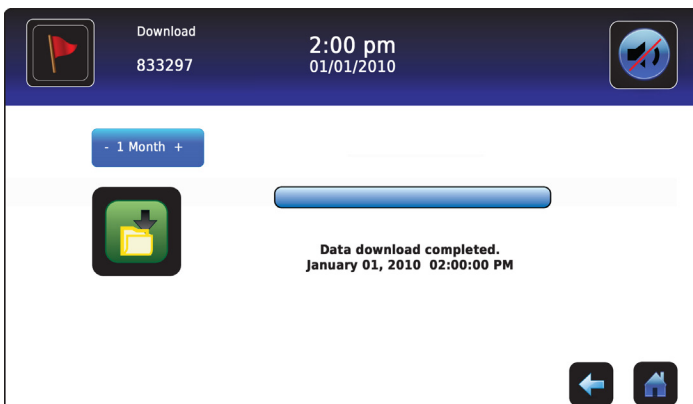 Download
833297
2:00 pm
01/01/2010
- 1 Month +
Data download completed.
January 01, 2010 02:00:00 PM